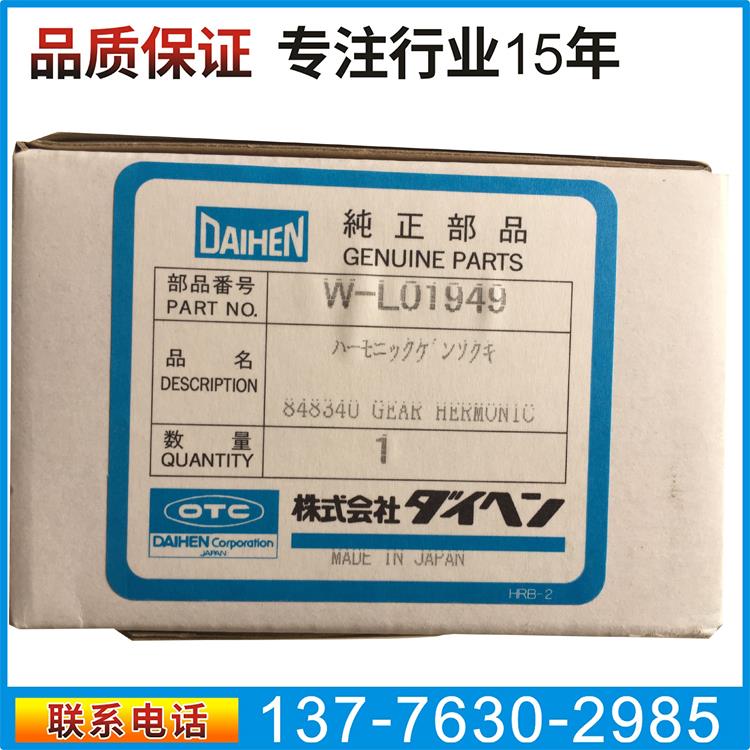 品质保证 专注行业15年
DAIHEN 純正部品
GENUINE PARTS
部品番号
PART NO. W-L01949
ハーモニックゲンソクキ
品名
DESCRIPTION
848340 GEAR HERMONIC
数量
QUANTITY 1
OTC 株式会社ダイヘン
DAIHEN Corporation
JAPAN
MADE IN JAPAN
HRB-2
联系电话 137-7630-2985